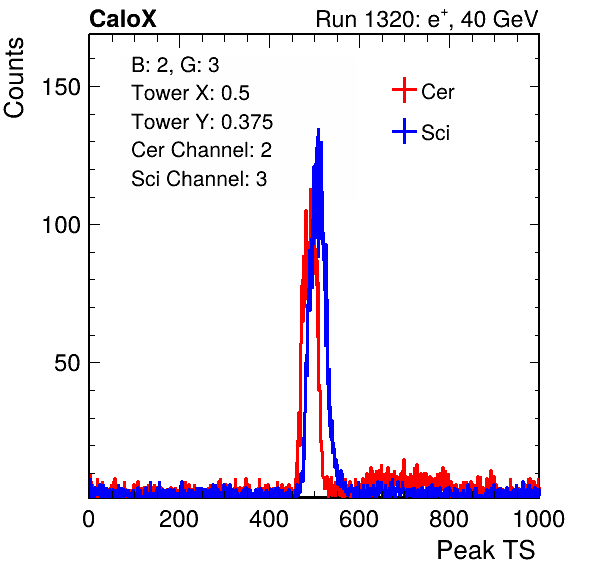 CaloX Run 1320: e+, 40 GeV
B: 2, G: 3
Tower X: 0.5
Tower Y: 0.375
Cer Channel: 2
Sci Channel: 3
Cer
Sci
Counts
150
100
50
0 200 400 600 800 1000
Peak TS